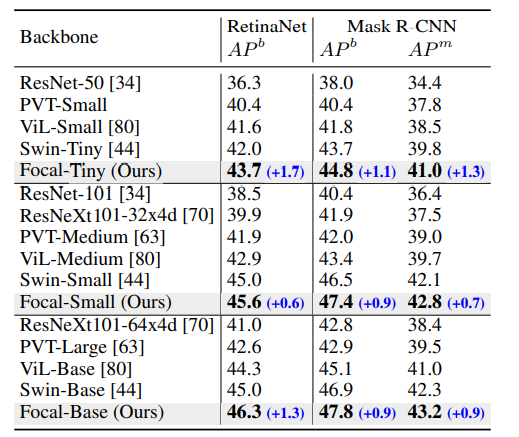 Backbone RetinaNet Mask R-CNN
AP^b AP^b AP^m
ResNet-50 [34] 36.3 38.0 34.4
PVT-Small 40.4 40.4 37.8
ViL-Small [80] 41.6 41.8 38.5
Swin-Tiny [44] 42.0 43.7 39.8
Focal-Tiny (Ours) 43.7 (+1.7) 44.8 (+1.1) 41.0 (+1.3)
ResNet-101 [34] 38.5 40.4 36.4
ResNeXt101-32x4d [70] 39.9 41.9 37.5
PVT-Medium [63] 41.9 42.0 39.0
ViL-Medium [80] 42.9 43.4 39.7
Swin-Small [44] 45.0 46.5 42.1
Focal-Small (Ours) 45.6 (+0.6) 47.4 (+0.9) 42.8 (+0.7)
ResNeXt101-64x4d [70] 41.0 42.8 38.4
PVT-Large [63] 42.6 42.9 39.5
ViL-Base [80] 44.3 45.1 41.0
Swin-Base [44] 45.0 46.9 42.3
Focal-Base (Ours) 46.3 (+1.3) 47.8 (+0.9) 43.2 (+0.9)